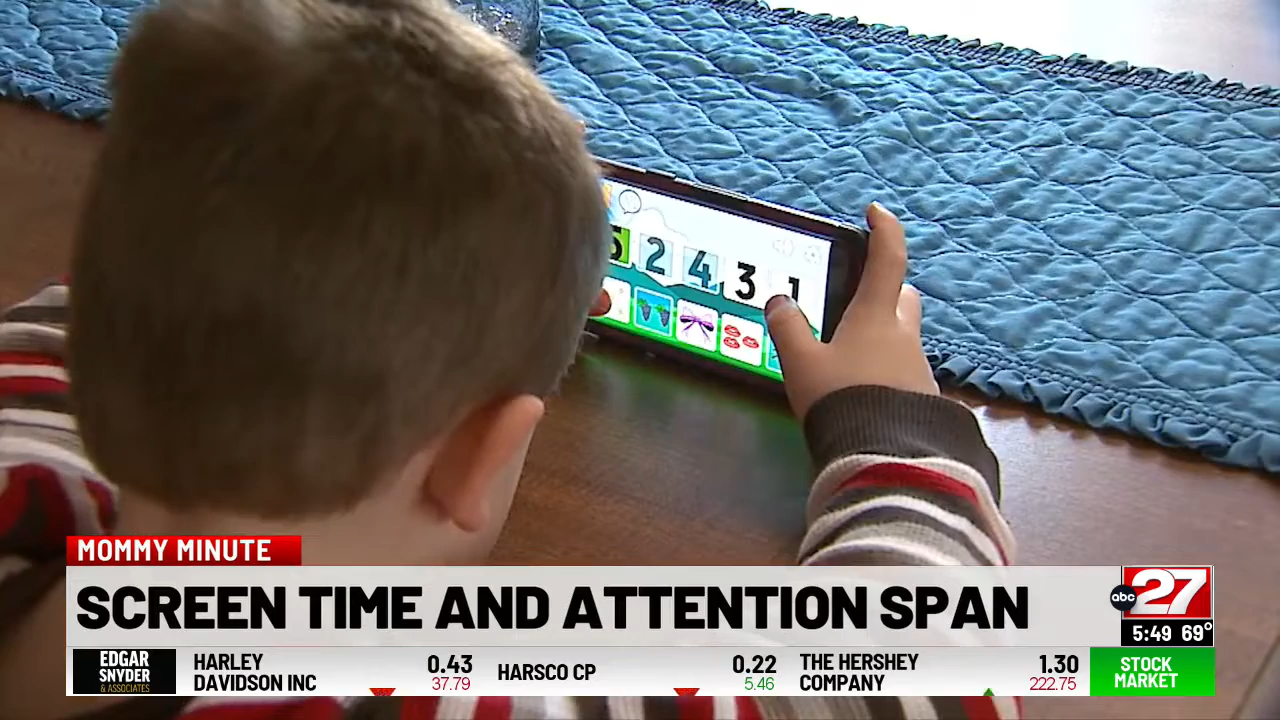 5 2 4 3 1
MOMMY MINUTE
SCREEN TIME AND ATTENTION SPAN
abc 27
5:49 69°
EDGAR
SNYDER
& ASSOCIATES
HARLEY
DAVIDSON INC
0.43
37.79
HARSCO CP
0.22
5.46
THE HERSHEY
COMPANY
1.30
222.75
STOCK
MARKET